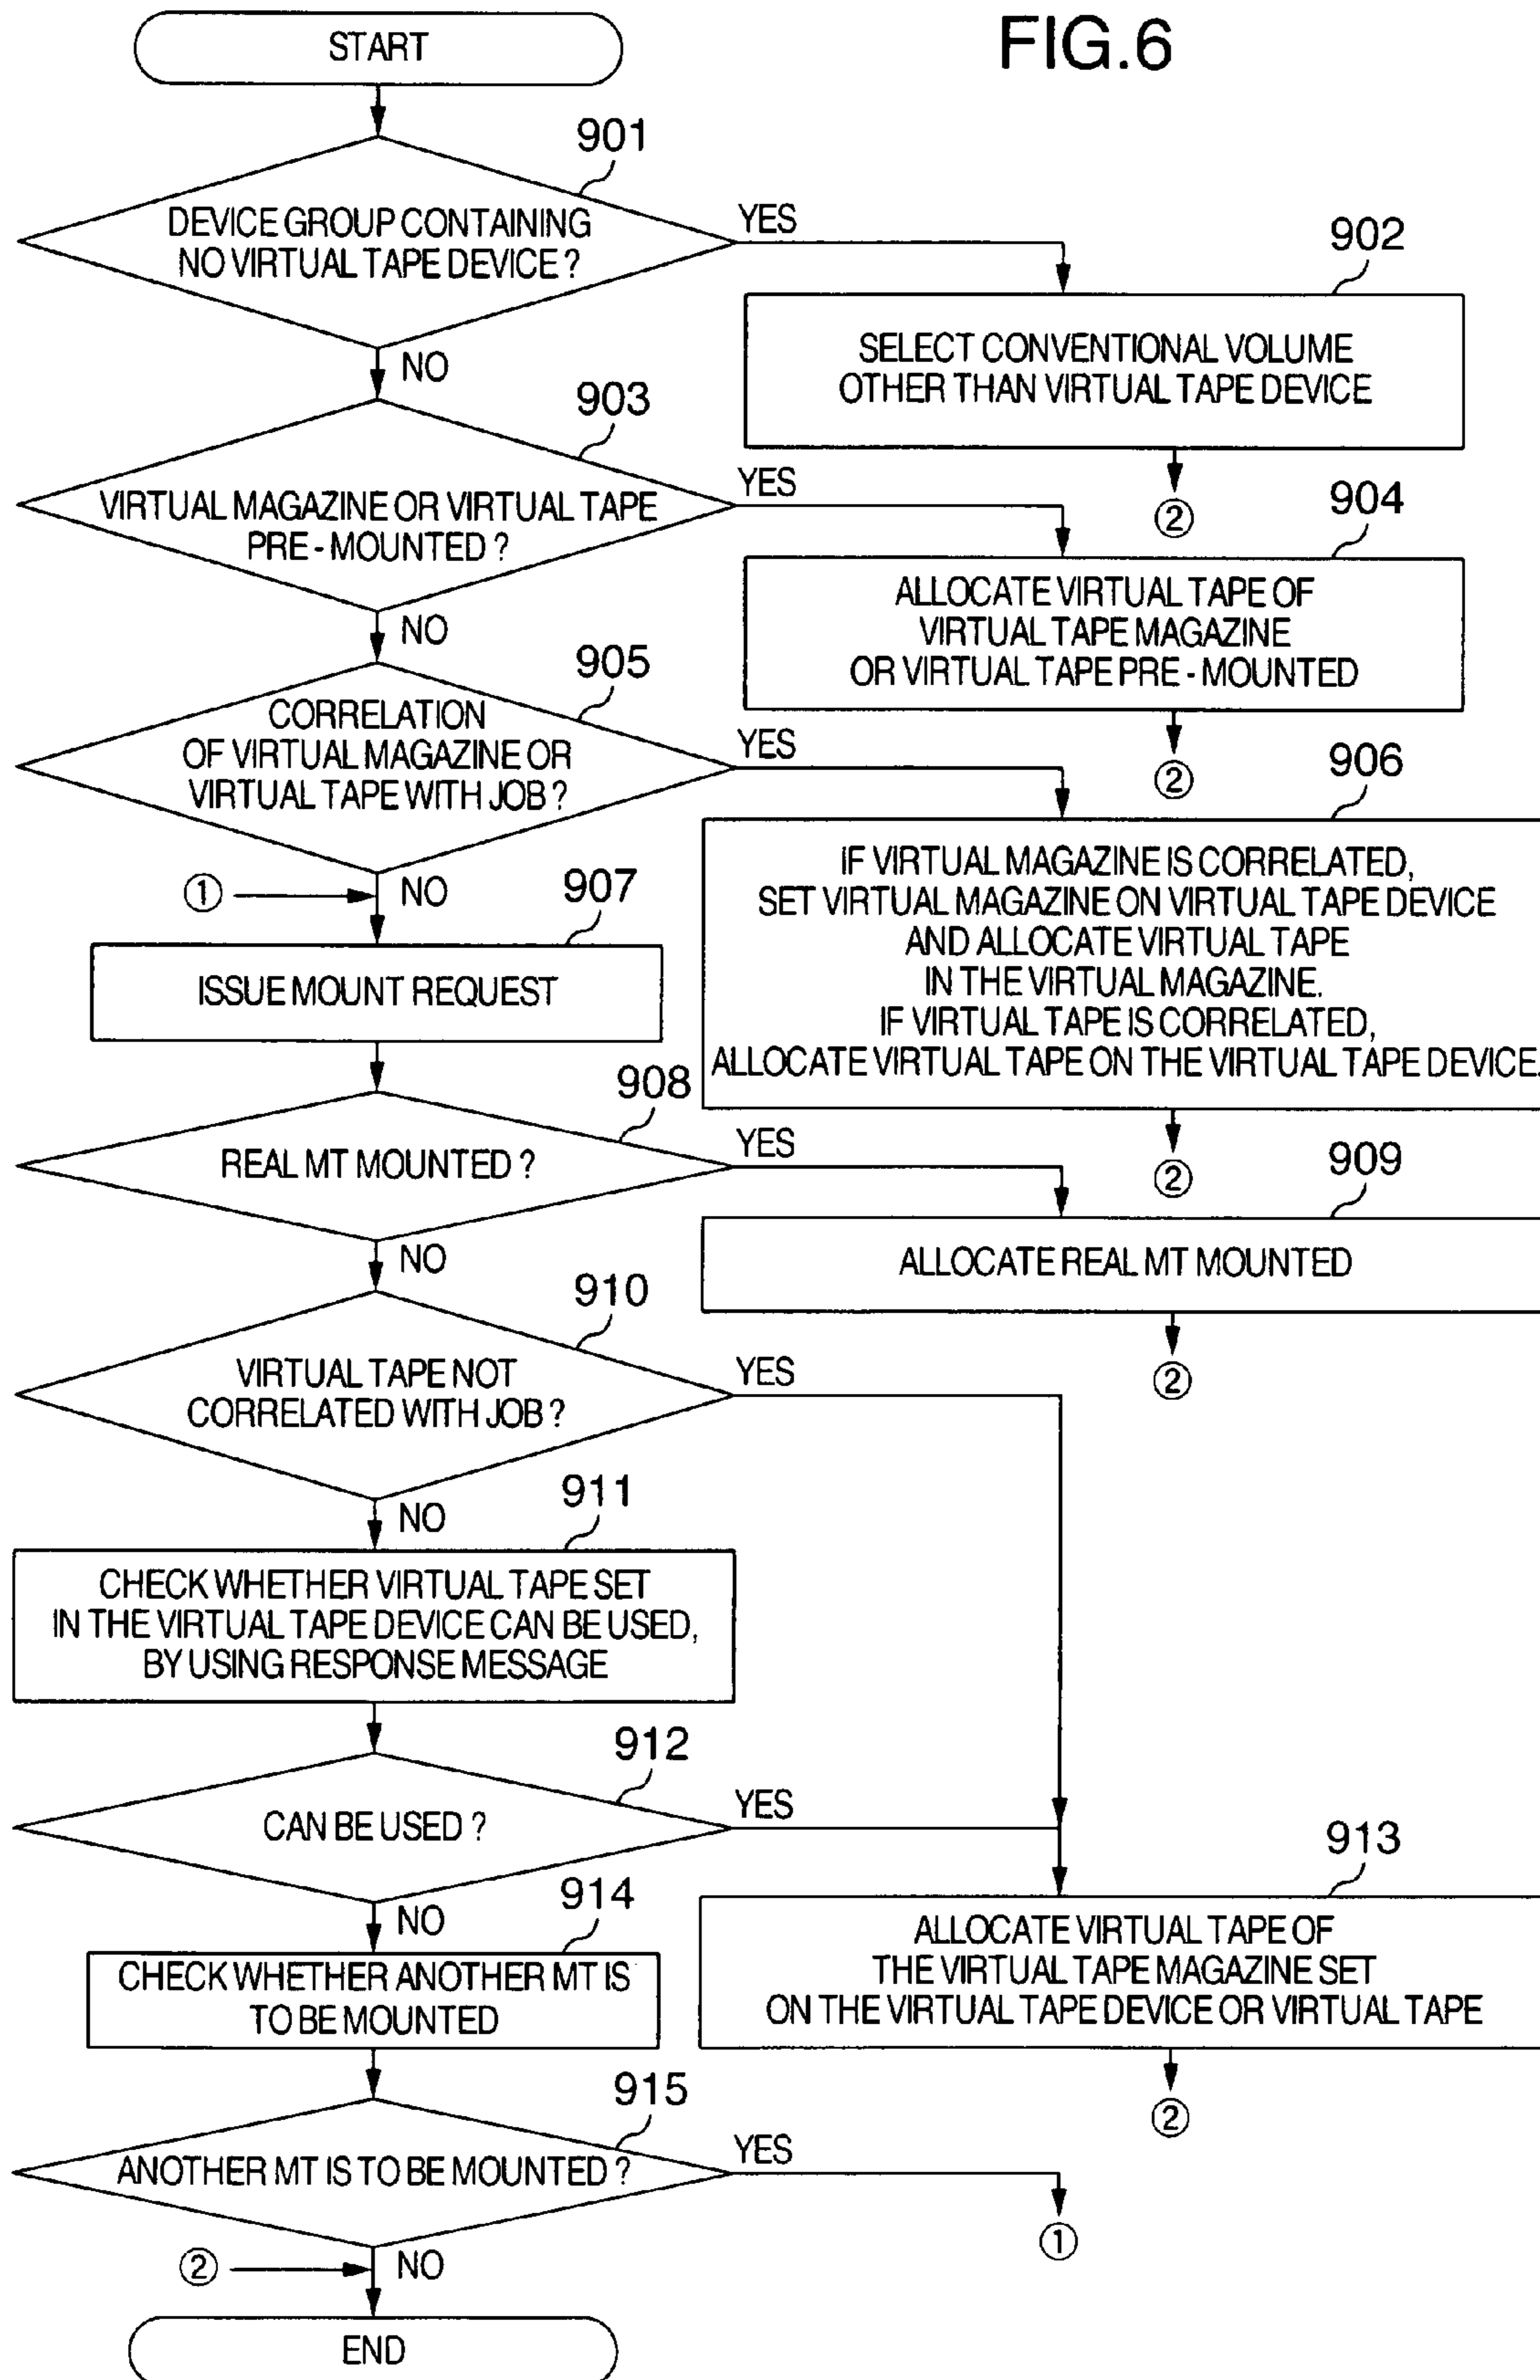 FIG.6
START
901
DEVICE GROUP CONTAINING
NO VIRTUAL TAPE DEVICE?
YES
NO
902
SELECT CONVENTIONAL VOLUME
OTHER THAN VIRTUAL TAPE DEVICE
②
903
VIRTUAL MAGAZINE OR VIRTUAL TAPE
PRE-MOUNTED?
YES
NO
904
ALLOCATE VIRTUAL TAPE OF
VIRTUAL TAPE MAGAZINE
OR VIRTUAL TAPE PRE-MOUNTED
②
905
CORRELATION
OF VIRTUAL MAGAZINE OR
VIRTUAL TAPE WITH JOB?
YES
NO
906
IF VIRTUAL MAGAZINE IS CORRELATED,
SET VIRTUAL MAGAZINE ON VIRTUAL TAPE DEVICE
AND ALLOCATE VIRTUAL TAPE
IN THE VIRTUAL MAGAZINE.
IF VIRTUAL TAPE IS CORRELATED,
ALLOCATE VIRTUAL TAPE ON THE VIRTUAL TAPE DEVICE.
②
①
907
ISSUE MOUNT REQUEST
908
REAL MT MOUNTED?
YES
NO
909
ALLOCATE REAL MT MOUNTED
②
910
VIRTUAL TAPE NOT
CORRELATED WITH JOB?
YES
NO
911
CHECK WHETHER VIRTUAL TAPE SET
IN THE VIRTUAL TAPE DEVICE CAN BE USED,
BY USING RESPONSE MESSAGE
912
CAN BE USED?
YES
NO
913
ALLOCATE VIRTUAL TAPE OF
THE VIRTUAL TAPE MAGAZINE SET
ON THE VIRTUAL TAPE DEVICE OR VIRTUAL TAPE
②
914
CHECK WHETHER ANOTHER MT IS
TO BE MOUNTED
915
ANOTHER MT IS TO BE MOUNTED?
YES
①
NO
②
END